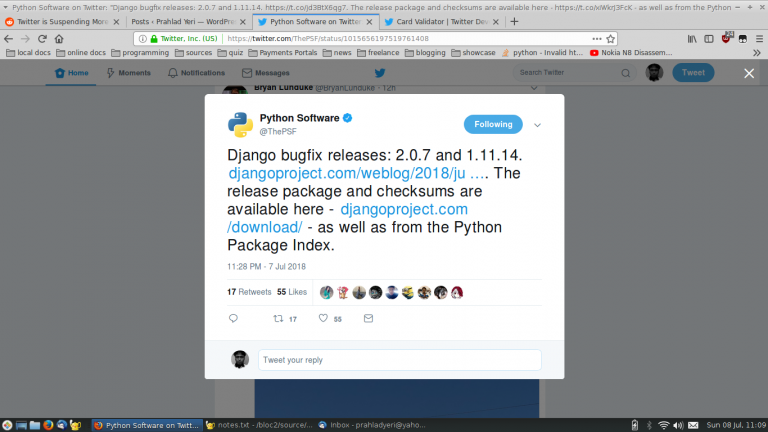 Python Software on Twitter: "Django bugfix releases: 2.0.7 and 1.11.14. https://t.co/jd3BtX6qg7. The release package and checksums are available here - https://t.co/xlWkrJ3FcK - as well as from the Python
Twitter is Suspending More
Posts ‹ Prahlad Yeri — WordPre
Python Software on Twitter
Card Validator | Twitter Dev
Twitter, Inc. (US)
https://twitter.com/ThePSF/status/1015656197519761408
local docs
online docs
programming
sources
quiz
Payments Portals
news
freelance
blogging
showcase
python - Invalid ht...
Nokia N8 Disassem...
Home
Moments
Notifications
Messages
Search Twitter
Tweet
Bryan Lunduke @BryanLunduke · 12h
Python Software
@ThePSF
Following
Django bugfix releases: 2.0.7 and 1.11.14.
djangoproject.com/weblog/2018/ju …. The
release package and checksums are
available here - djangoproject.com
/download/ - as well as from the Python
Package Index.
11:28 PM - 7 Jul 2018
17 Retweets 55 Likes
17
55
Tweet your reply
Python Software on Twitt...
notes.txt - /bloc2/source/...
Inbox - prahladyeri@yaho...
Sun 08 Jul, 11:09